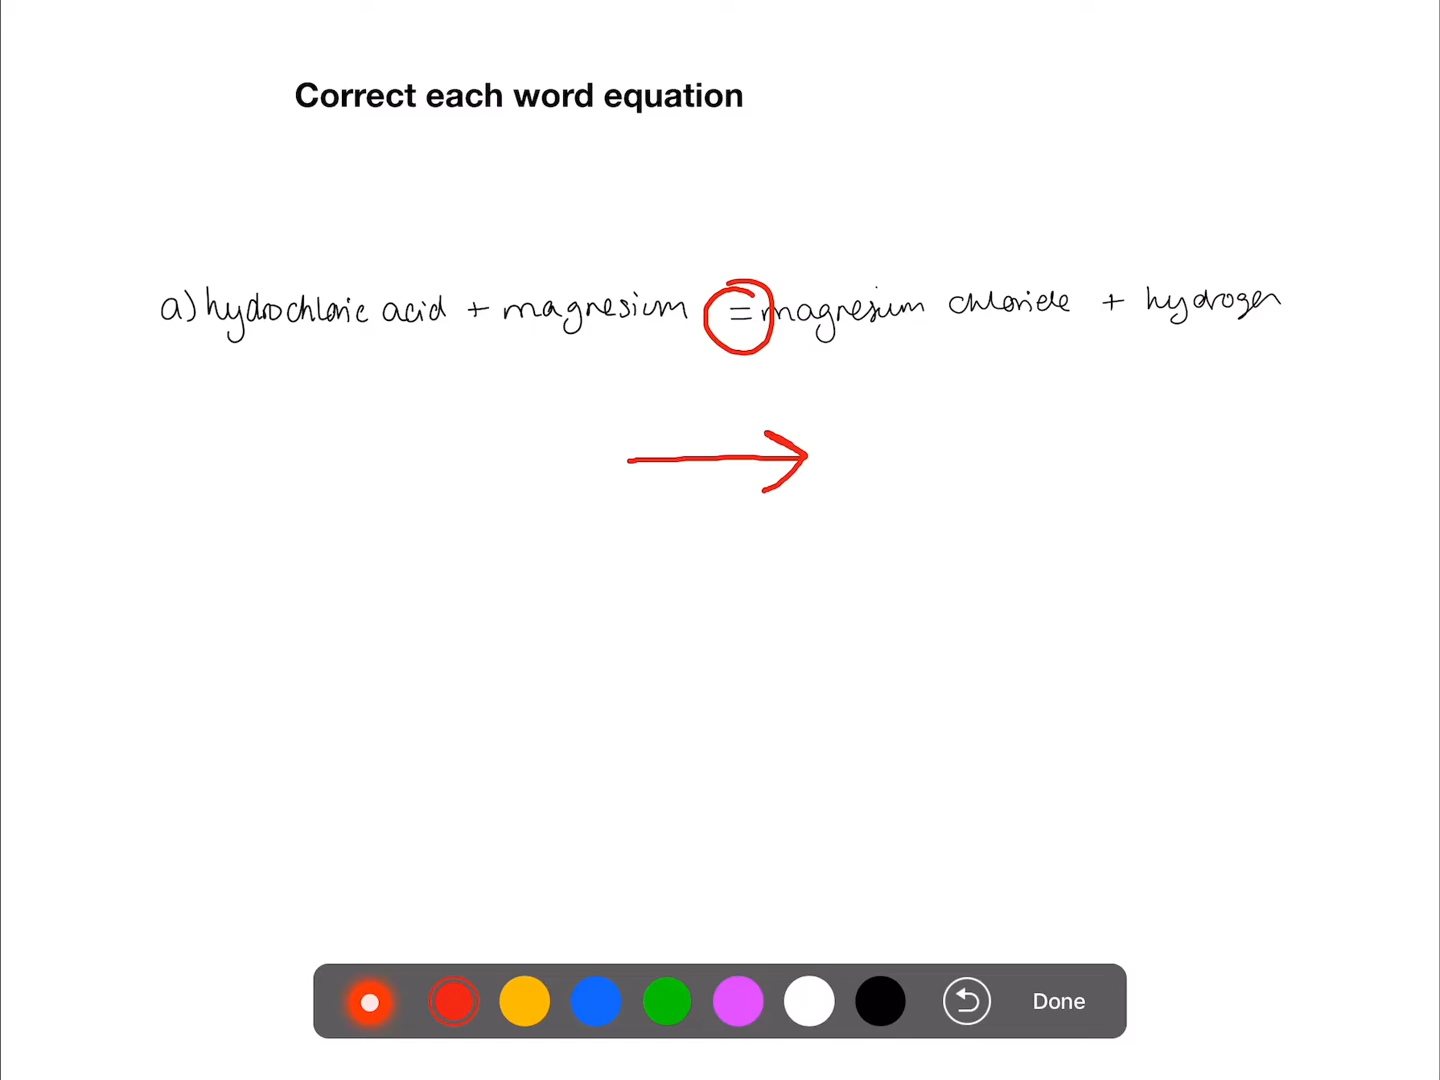 Correct each word equation
a) hydrochloric acid + magnesium = magnesium chloride + hydrogen
Done